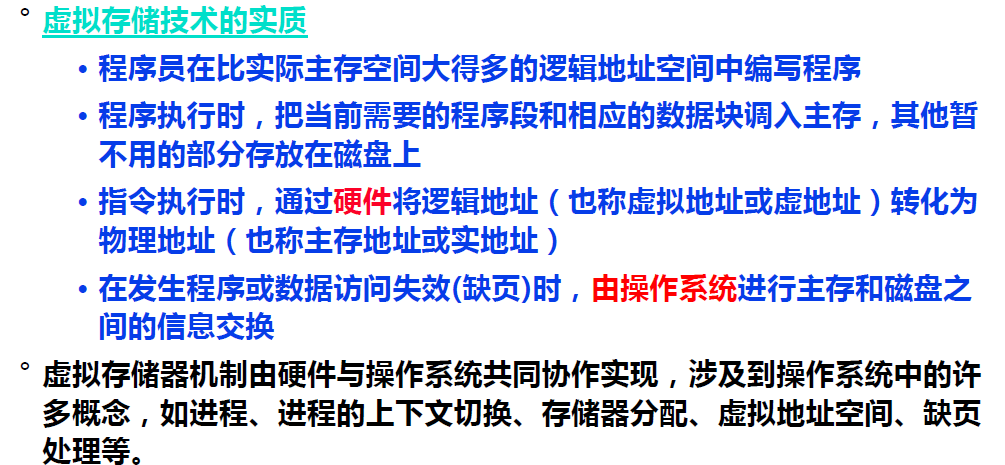 ° 虚拟存储技术的实质
• 程序员在比实际主存空间大得多的逻辑地址空间中编写程序
• 程序执行时，把当前需要的程序段和相应的数据块调入主存，其他暂
不用的部分存放在磁盘上
• 指令执行时，通过硬件将逻辑地址（也称虚拟地址或虚地址）转化为
物理地址（也称主存地址或实地址）
• 在发生程序或数据访问失效(缺页)时，由操作系统进行主存和磁盘之
间的信息交换
° 虚拟存储器机制由硬件与操作系统共同协作实现，涉及到操作系统中的许
多概念，如进程、进程的上下文切换、存储器分配、虚拟地址空间、缺页
处理等。